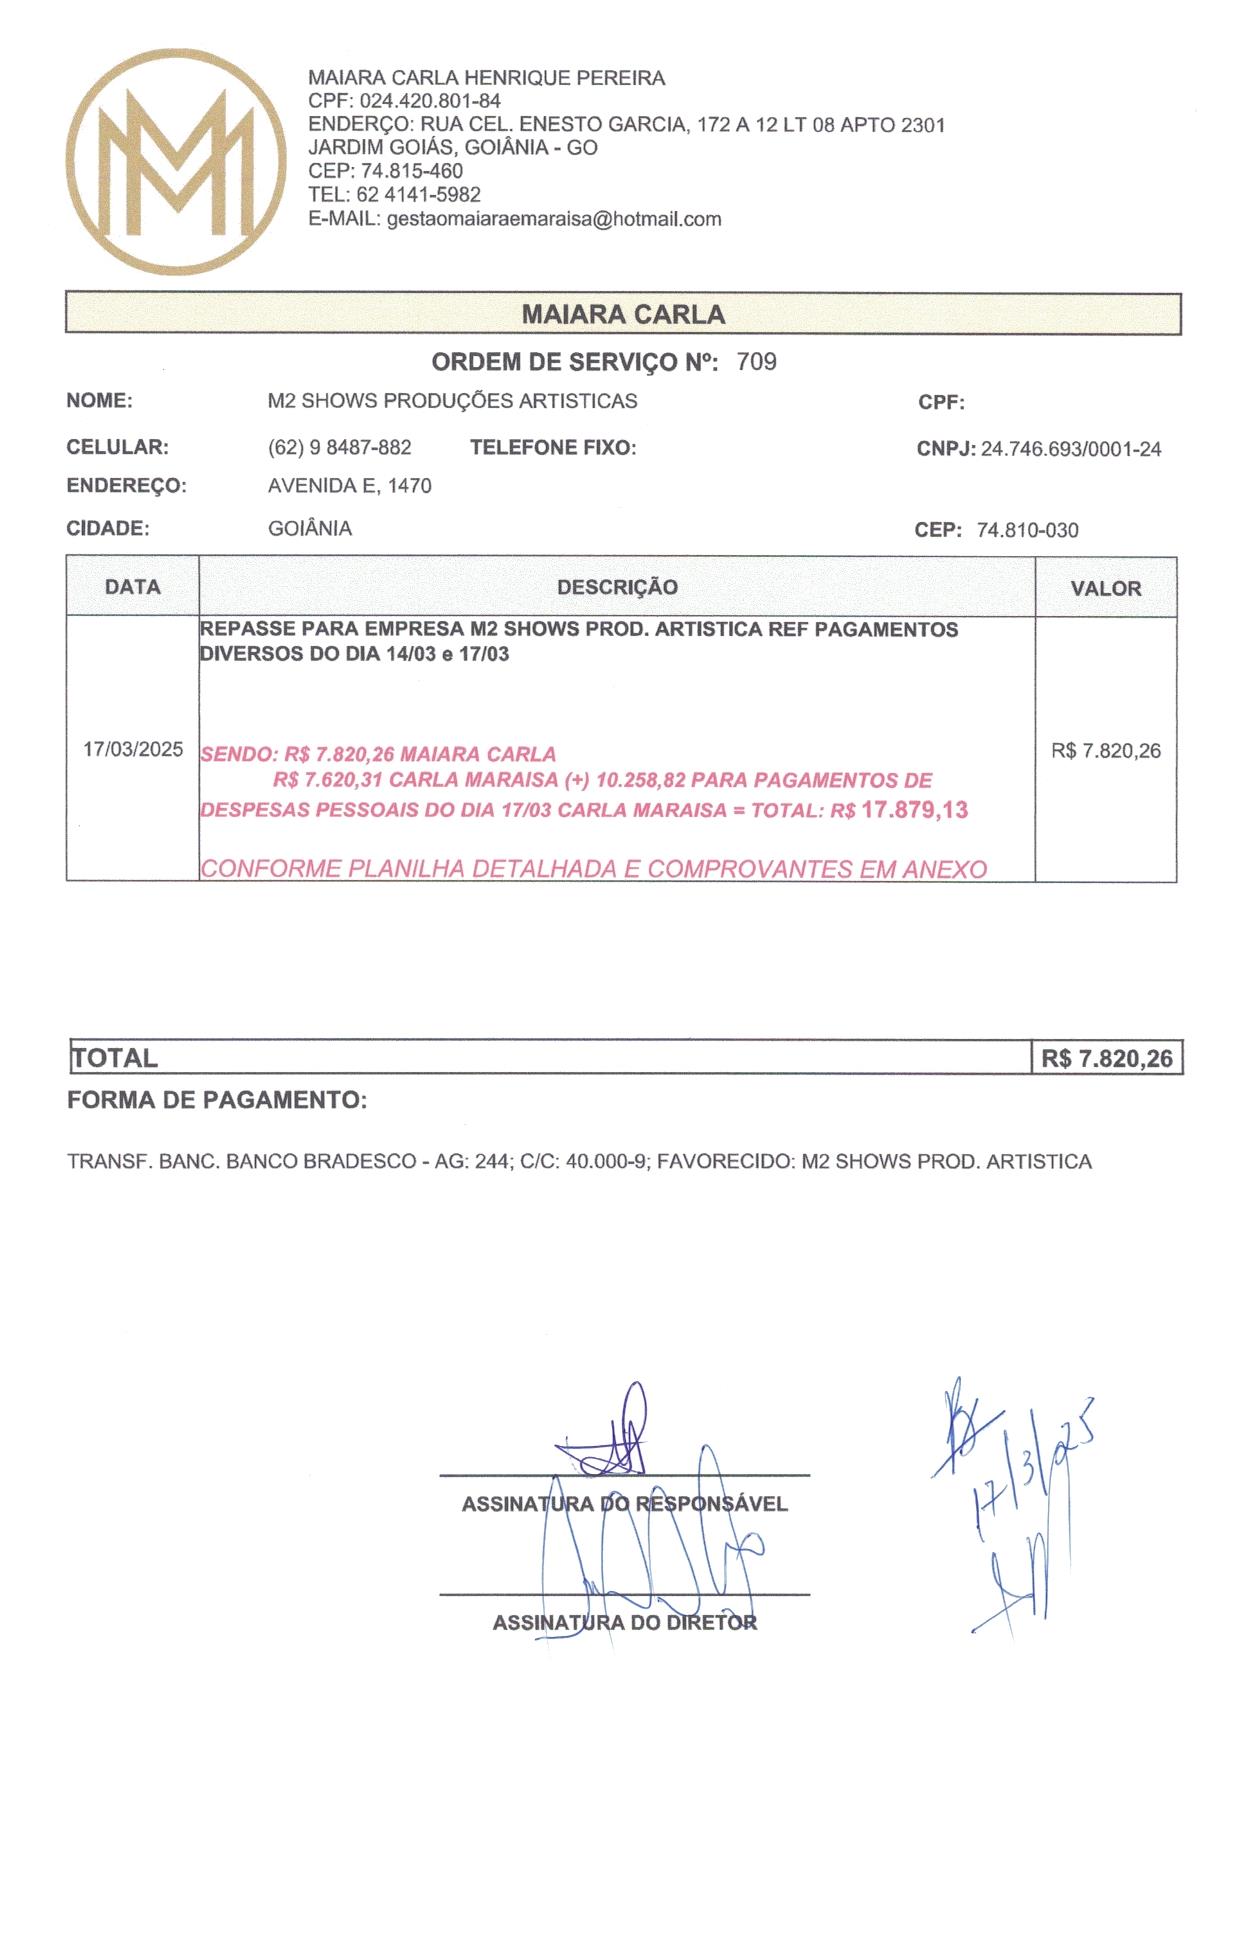 MAIARA CARLA HENRIQUE PEREIRA
CPF: 024.420.801-84
ENDERÇO: RUA CEL. ENESTO GARCIA, 172 A 12 LT 08 APTO 2301
JARDIM GOIÁS, GOIÂNIA - GO
CEP: 74.815-460
TEL: 62 4141-5982
E-MAIL: gestaomaiaraemaraisa@hotmail.com
MAIARA CARLA
ORDEM DE SERVIÇO Nº: 709
NOME: M2 SHOWS PRODUÇÕES ARTISTICAS CPF:
CELULAR: (62) 9 8487-882 TELEFONE FIXO: CNPJ: 24.746.693/0001-24
ENDEREÇO: AVENIDA E, 1470
CIDADE: GOIÂNIA CEP: 74.810-030
DATA DESCRIÇÃO VALOR
REPASSE PARA EMPRESA M2 SHOWS PROD. ARTISTICA REF PAGAMENTOS
DIVERSOS DO DIA 14/03 e 17/03
17/03/2025 SENDO: R$ 7.820,26 MAIARA CARLA R$ 7.820,26
R$ 7.620,31 CARLA MARAISA (+) 10.258,82 PARA PAGAMENTOS DE
DESPESAS PESSOAIS DO DIA 17/03 CARLA MARAISA = TOTAL: R$ 17.879,13
CONFORME PLANILHA DETALHADA E COMPROVANTES EM ANEXO
TOTAL R$ 7.820,26
FORMA DE PAGAMENTO:
TRANSF. BANC. BANCO BRADESCO - AG: 244; C/C: 40.000-9; FAVORECIDO: M2 SHOWS PROD. ARTISTICA
17/3/25
ASSINATURA DO RESPONSÁVEL
ASSINATURA DO DIRETOR